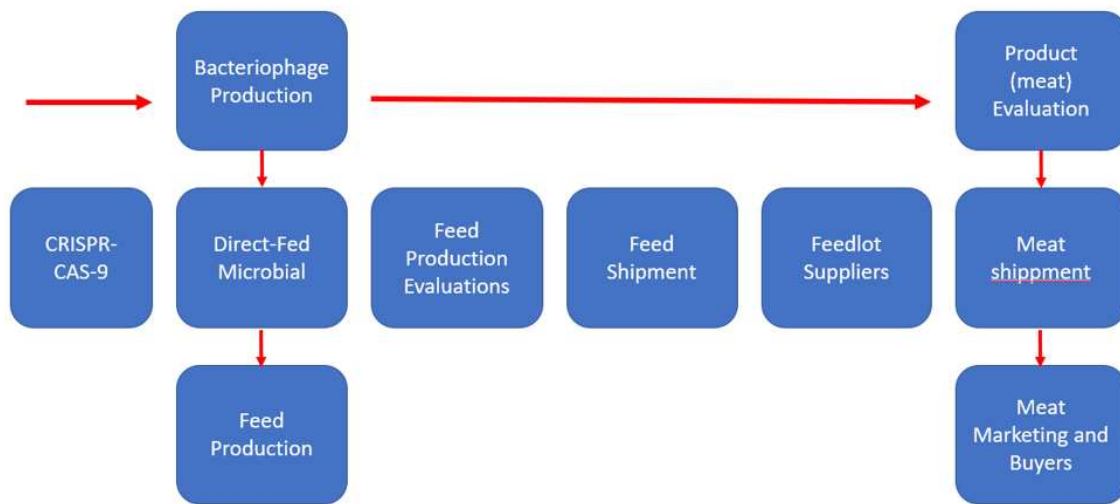 Bacteriophage
Production
Product
(meat)
Evaluation
CRISPR-
CAS-9
Direct-Fed
Microbial
Feed
Production
Evaluations
Feed
Shipment
Feedlot
Suppliers
Meat
shippment
Feed
Production
Meat
Marketing and
Buyers